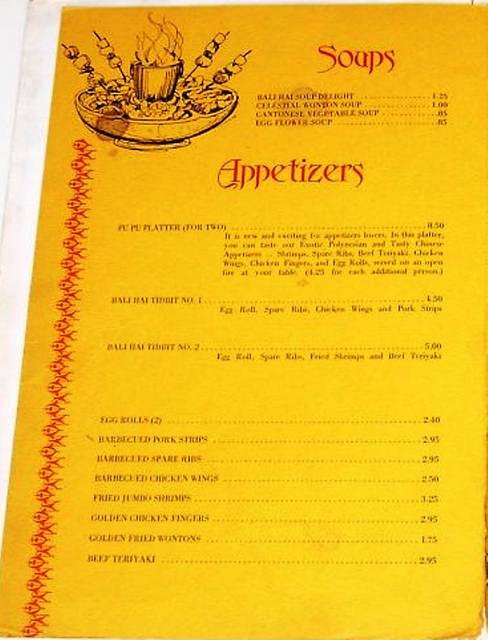 Soups
BALI HAI SOUP DELIGHT 1.25
CELESTIAL WONTON SOUP 1.00
CANTONESE VEGETABLE SOUP .85
EGG FLOWER SOUP .85
Appetizers
PU PU PLATTER (FOR TWO) 8.50
It is new and exciting for appetizers lovers. In this platter,
you can taste our Exotic Polynesian and Tasty Chinese
Appetizers ... Shrimps, Spare Ribs, Beef Teriyaki, Chicken
Wings, Chicken Fingers, and Egg Rolls, served on an open
fire at your table. (4.25 for each additional person.)
BALI HAI TIDBIT NO. 1 4.50
Egg Roll, Spare Ribs, Chicken Wings and Pork Strips
BALI HAI TIDBIT NO. 2 5.00
Egg Roll, Spare Ribs, Fried Shrimps and Beef Teriyaki
EGG ROLLS (2) 2.40
BARBECUED PORK STRIPS 2.95
BARBECUED SPARE RIBS 2.95
BARBECUED CHICKEN WINGS 2.50
FRIED JUMBO SHRIMPS 3.25
GOLDEN CHICKEN FINGERS 2.95
GOLDEN FRIED WONTONS 1.75
BEEF TERIYAKI 2.95